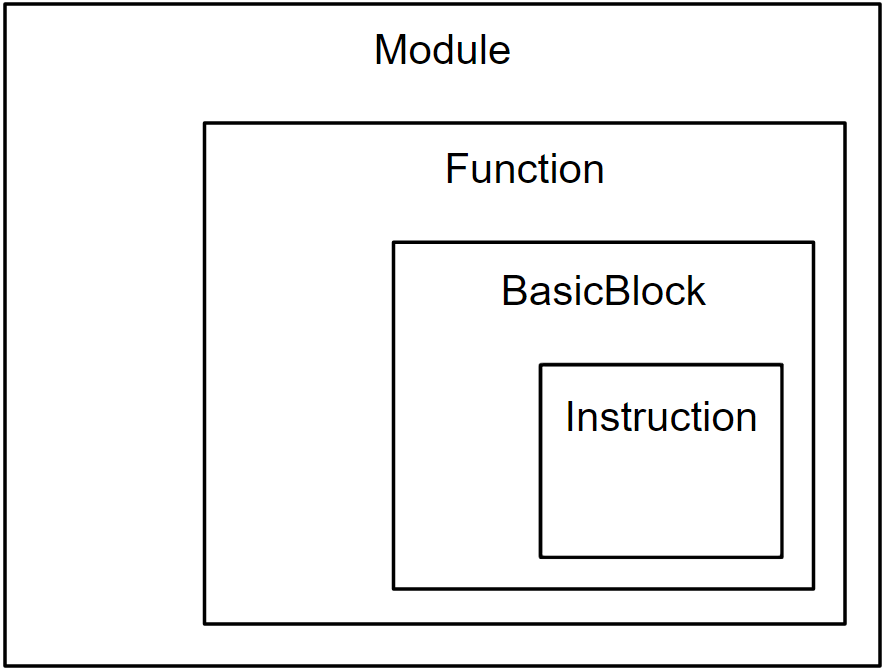 Module
Function
BasicBlock
Instruction